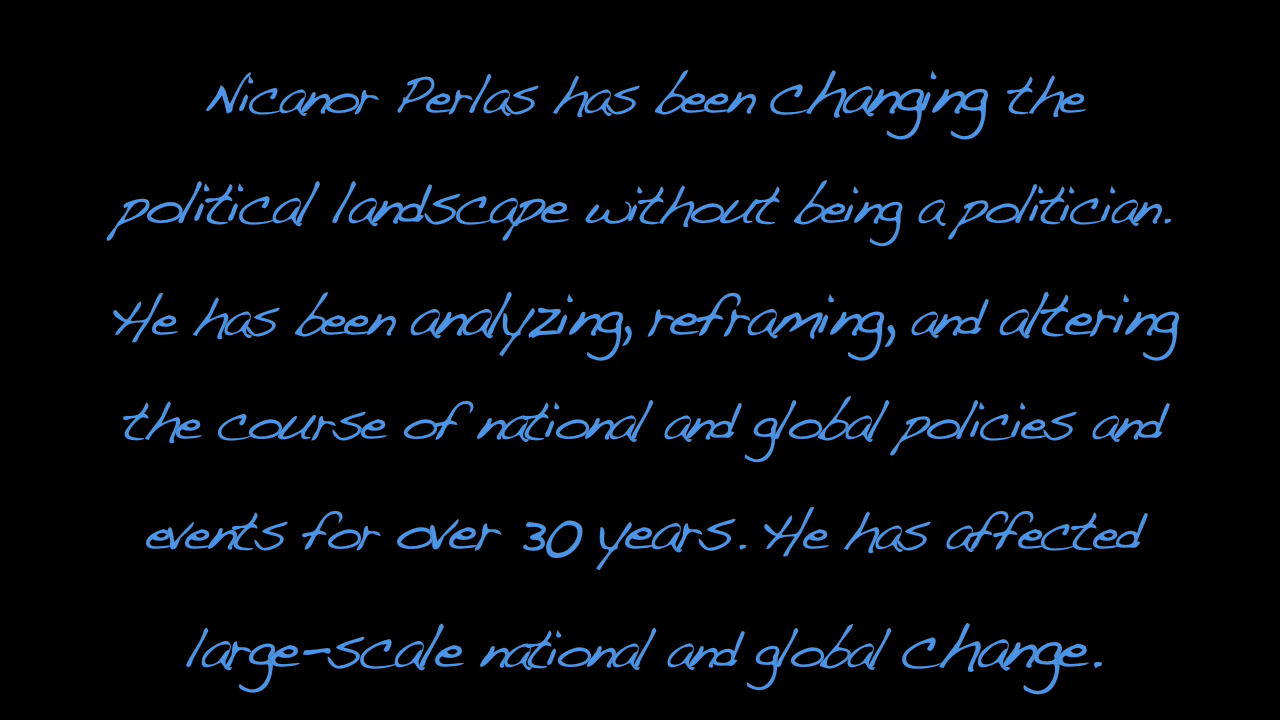 Nicanor Perlas has been changing the
political landscape without being a politician.
He has been analyzing, reframing, and altering
the course of national and global policies and
events for over 30 years. He has affected
large-scale national and global change.